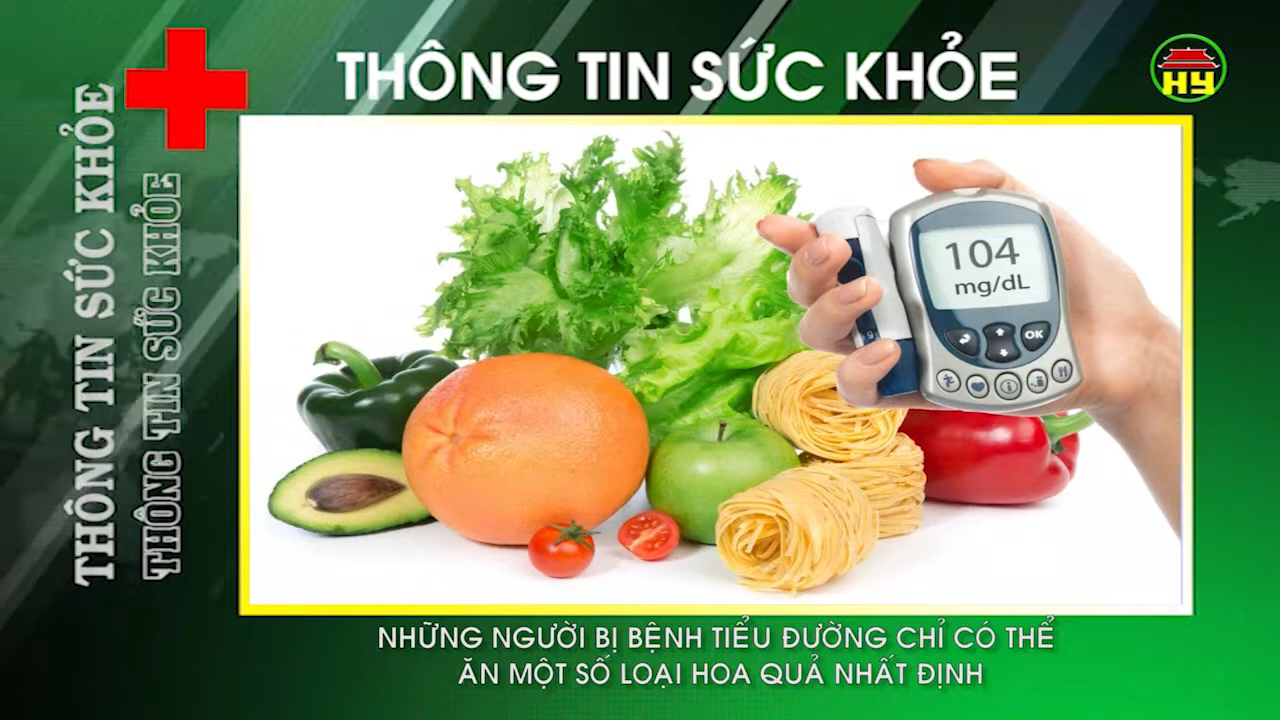 THÔNG TIN SỨC KHỎE
HY
THÔNG TIN SỨC KHỎE
THÔNG TIN SỨC KHỎE
104
mg/dL
OK
NHỮNG NGƯỜI BỊ BỆNH TIỂU ĐƯỜNG CHỈ CÓ THỂ
ĂN MỘT SỐ LOẠI HOA QUẢ NHẤT ĐỊNH